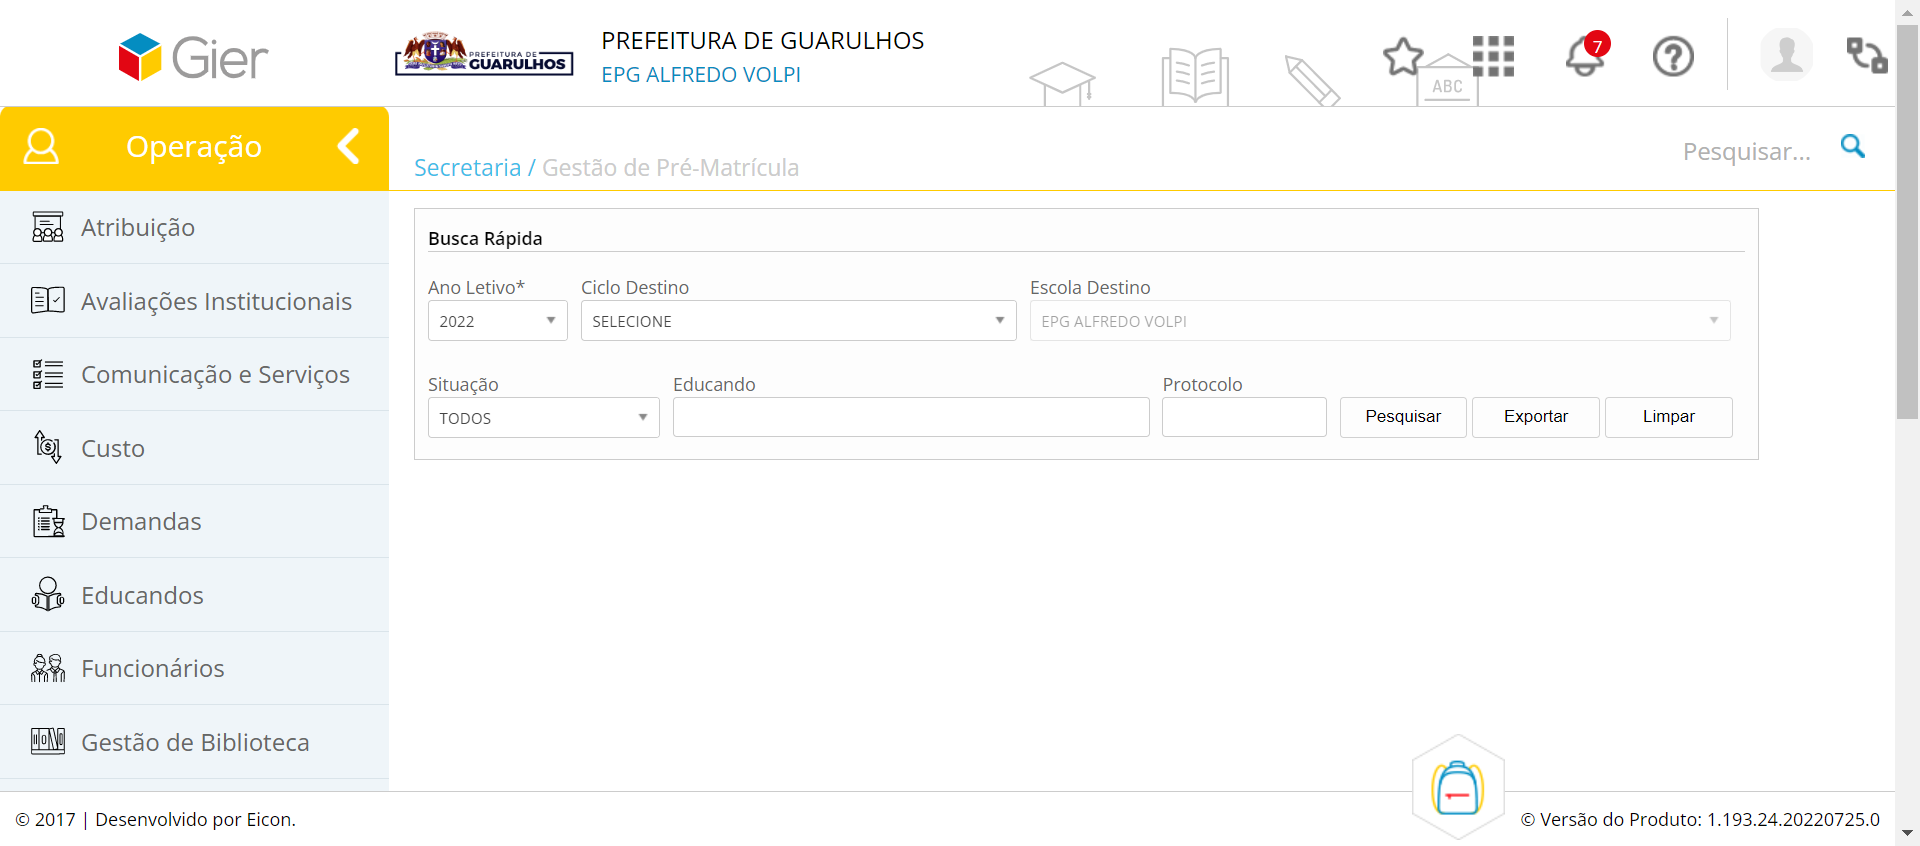 Gier
PREFEITURA DE
GUARULHOS
PREFEITURA DE GUARULHOS
EPG ALFREDO VOLPI
ABC
7
Operação
Secretaria / Gestão de Pré-Matrícula
Pesquisar...
Atribuição
Avaliações Institucionais
Comunicação e Serviços
Custo
Demandas
Educandos
Funcionários
Gestão de Biblioteca
Busca Rápida
Ano Letivo* Ciclo Destino Escola Destino
2022 SELECIONE EPG ALFREDO VOLPI
Situação Educando Protocolo
TODOS Pesquisar Exportar Limpar
© 2017 | Desenvolvido por Eicon.
© Versão do Produto: 1.193.24.20220725.0